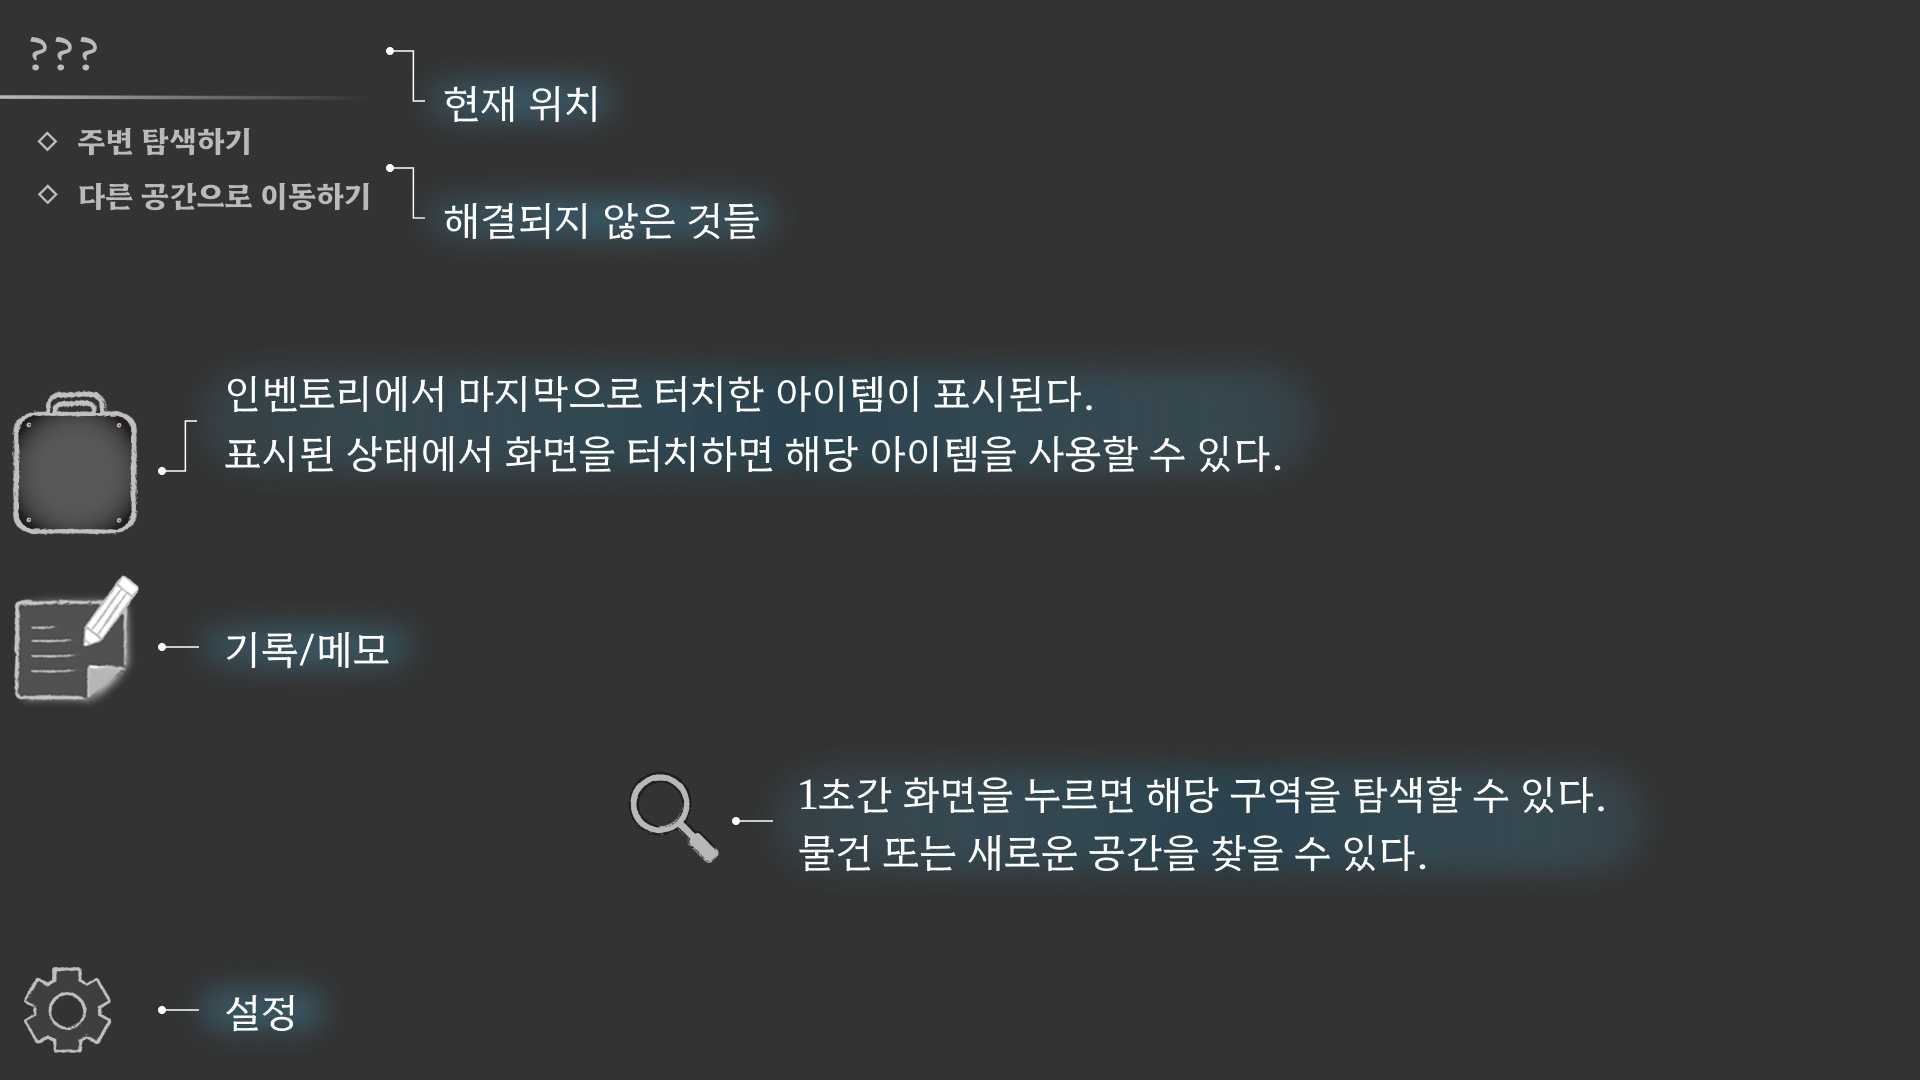 ???
현재 위치
주변 탐색하기
다른 공간으로 이동하기
해결되지 않은 것들
인벤토리에서 마지막으로 터치한 아이템이 표시된다.
표시된 상태에서 화면을 터치하면 해당 아이템을 사용할 수 있다.
기록/메모
1초간 화면을 누르면 해당 구역을 탐색할 수 있다.
물건 또는 새로운 공간을 찾을 수 있다.
설정